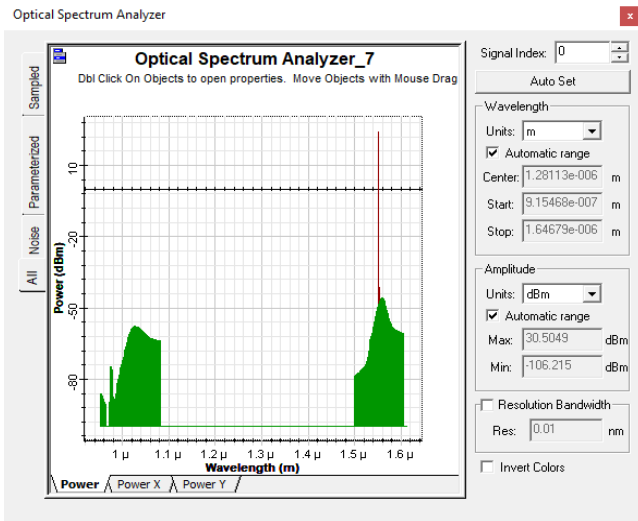 Optical Spectrum Analyzer
x
Optical Spectrum Analyzer_7
Dbl Click On Objects to open properties. Move Objects with Mouse Drag
Sampled
Parameterized
Noise
All
Power (dBm)
10
-20
-50
-80
1 µ 1.1 µ 1.2 µ 1.3 µ 1.4 µ 1.5 µ 1.6 µ
Wavelength (m)
Power Power X Power Y
Signal Index: 0
Auto Set
Wavelength
Units: m
Automatic range
Center: 1.28113e-006 m
Start: 9.15468e-007 m
Stop: 1.64679e-006 m
Amplitude
Units: dBm
Automatic range
Max: 30.5049 dBm
Min: -106.215 dBm
Resolution Bandwidth
Res: 0.01 nm
Invert Colors